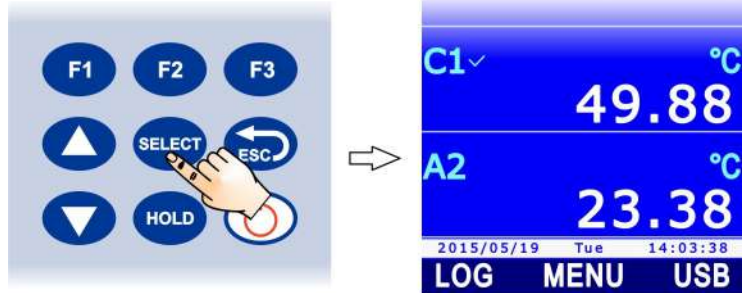 F1 F2 F3
SELECT ESC
HOLD
C1✓ °C
49.88
A2 °C
23.38
2015/05/19 Tue 14:03:38
LOG MENU USB